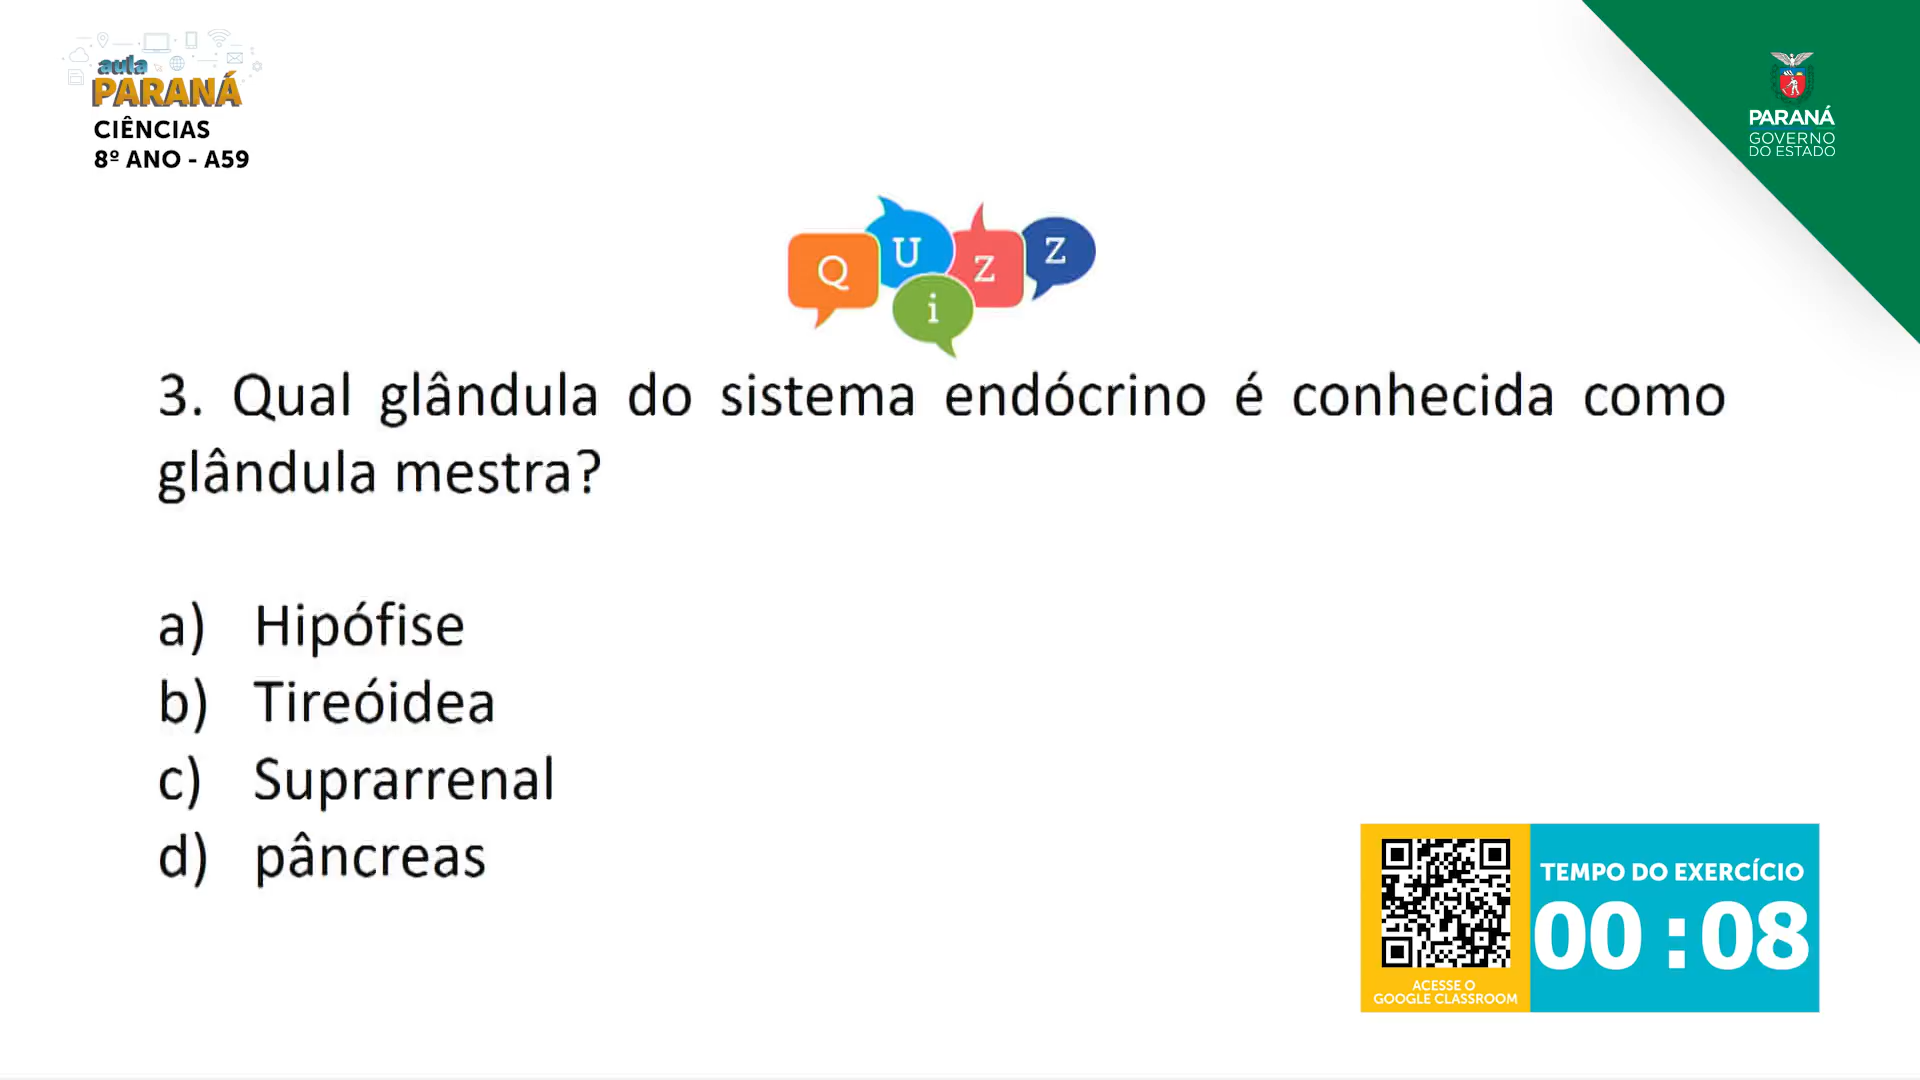 aula
PARANÁ
CIÊNCIAS
8º ANO - A59
PARANÁ
GOVERNO
DO ESTADO
Q U i Z Z
3. Qual glândula do sistema endócrino é conhecida como
glândula mestra?
a) Hipófise
b) Tireóidea
c) Suprarrenal
d) pâncreas
TEMPO DO EXERCÍCIO
00 : 08
ACESSE O
GOOGLE CLASSROOM